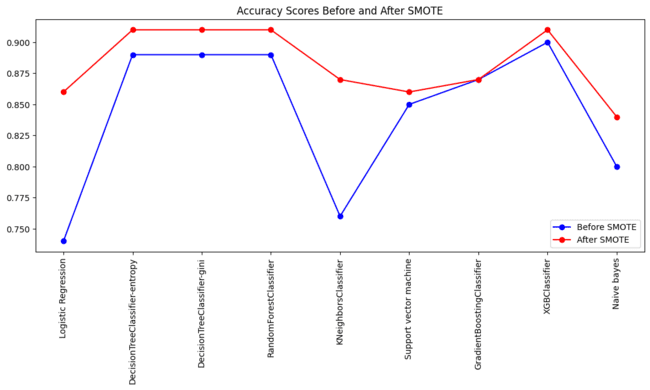 Accuracy Scores Before and After SMOTE
0.900
0.875
0.850
0.825
0.800
0.775
0.750
Before SMOTE
After SMOTE
Logistic Regression
DecisionTreeClassifier-entropy
DecisionTreeClassifier-gini
RandomForestClassifier
KNeighborsClassifier
Support vector machine
GradientBoostingClassifier
XGBClassifier
Naive bayes